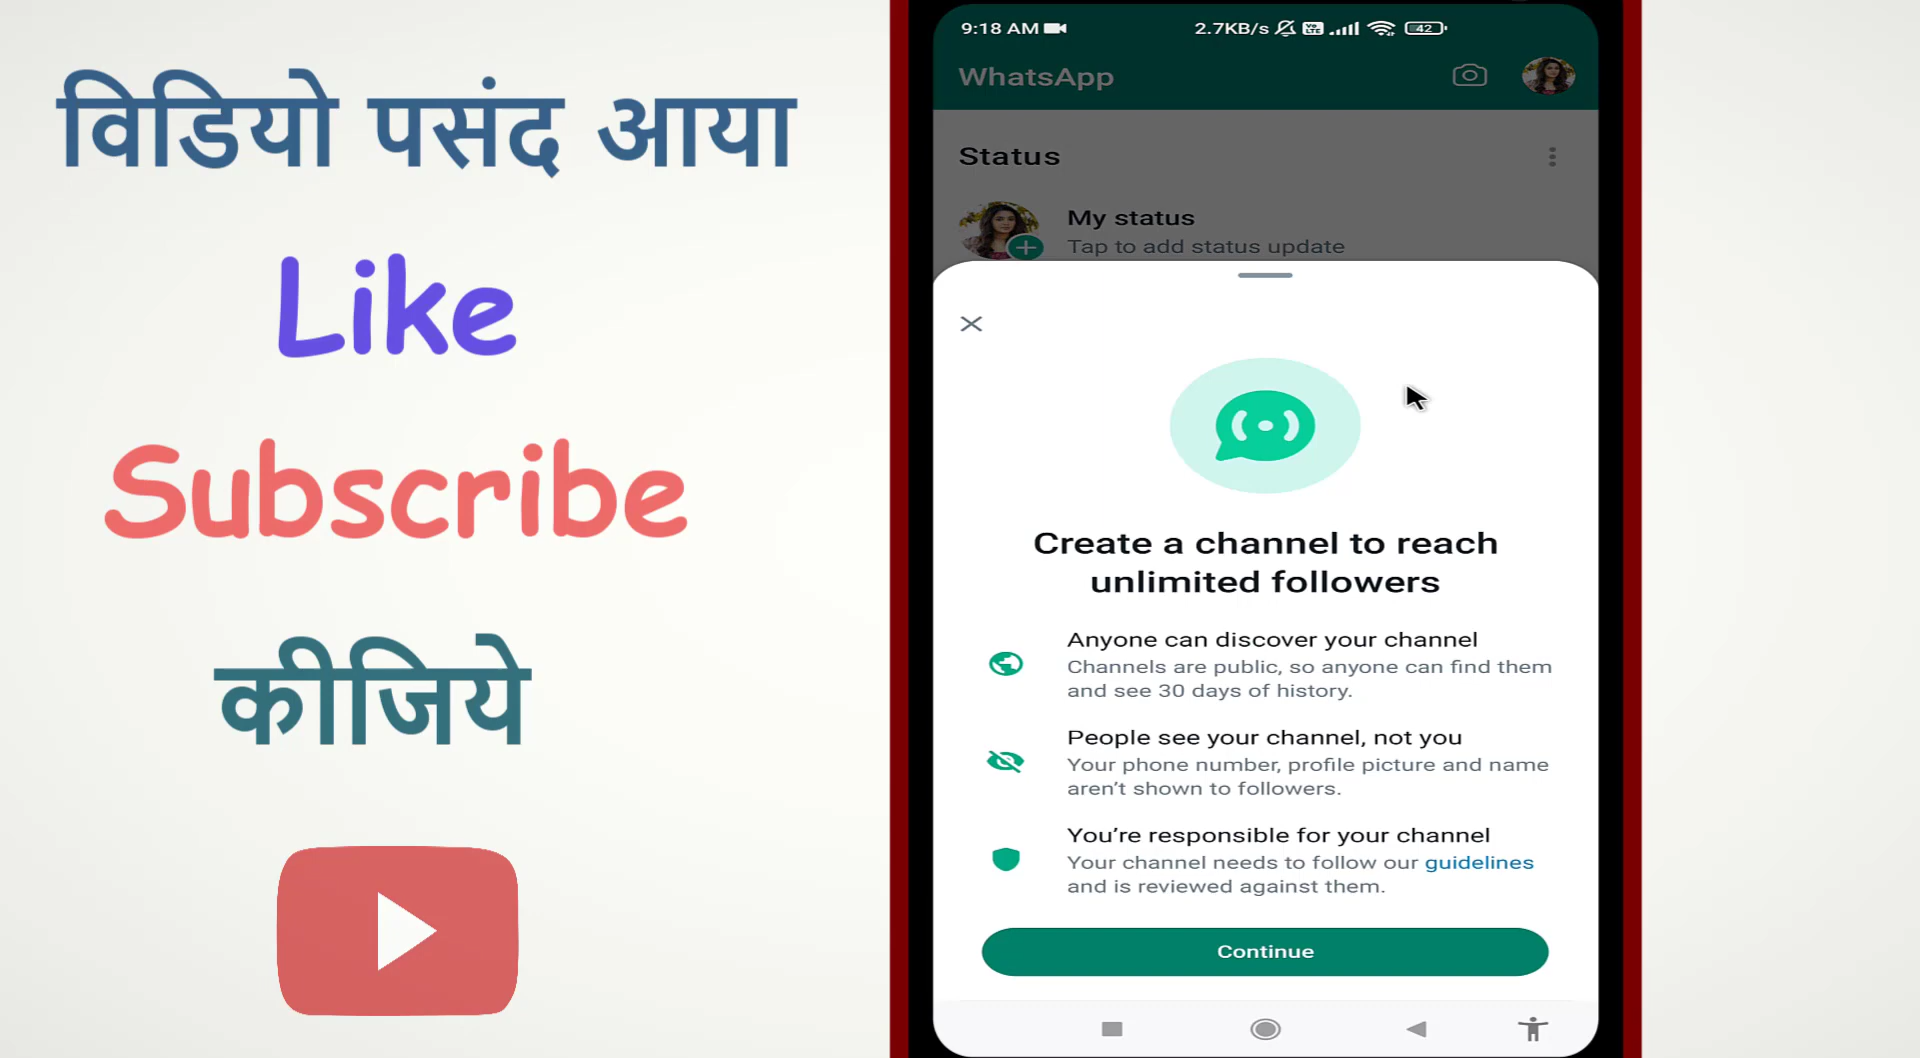 विडियो पसंद आया
Like
Subscribe
कीजिये
9:18 AM 2.7KB/s 42
WhatsApp
Status
My status
Tap to add status update
Create a channel to reach
unlimited followers
Anyone can discover your channel
Channels are public, so anyone can find them
and see 30 days of history.
People see your channel, not you
Your phone number, profile picture and name
aren't shown to followers.
You're responsible for your channel
Your channel needs to follow our guidelines
and is reviewed against them.
Continue